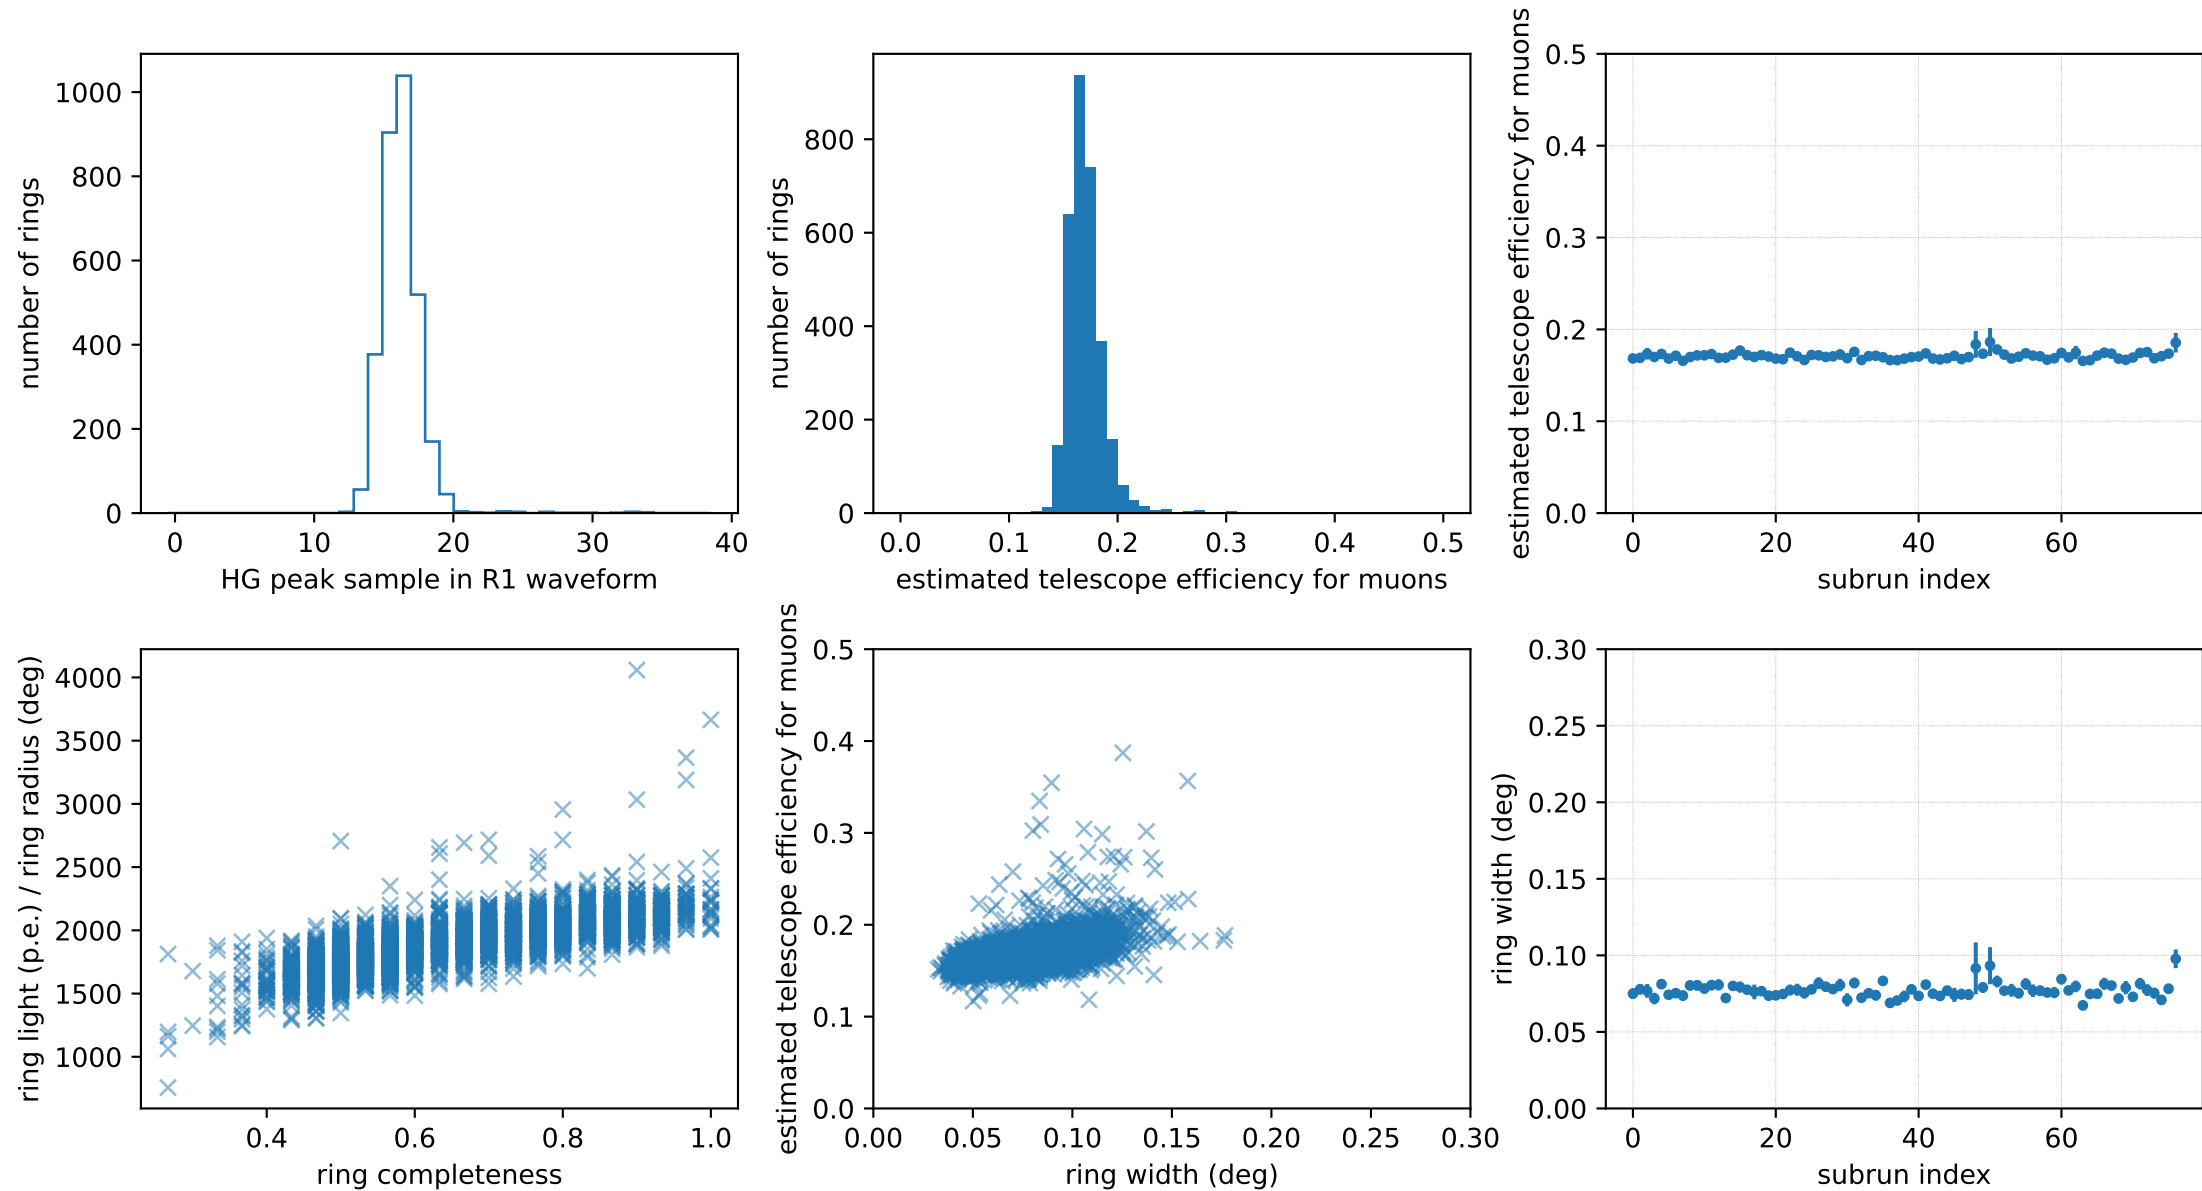 number of rings
1000
800
600
400
200
0
0 10 20 30 40
HG peak sample in R1 waveform
number of rings
800
600
400
200
0
0.0 0.1 0.2 0.3 0.4 0.5
estimated telescope efficiency for muons
estimated telescope efficiency for muons
0.5
0.4
0.3
0.2
0.1
0.0
0 20 40 60
subrun index
ring light (p.e.) / ring radius (deg)
4000
3500
3000
2500
2000
1500
1000
0.4 0.6 0.8 1.0
ring completeness
estimated telescope efficiency for muons
0.5
0.4
0.3
0.2
0.1
0.0
0.00 0.05 0.10 0.15 0.20 0.25 0.30
ring width (deg)
ring width (deg)
0.30
0.25
0.20
0.15
0.10
0.05
0.00
0 20 40 60
subrun index